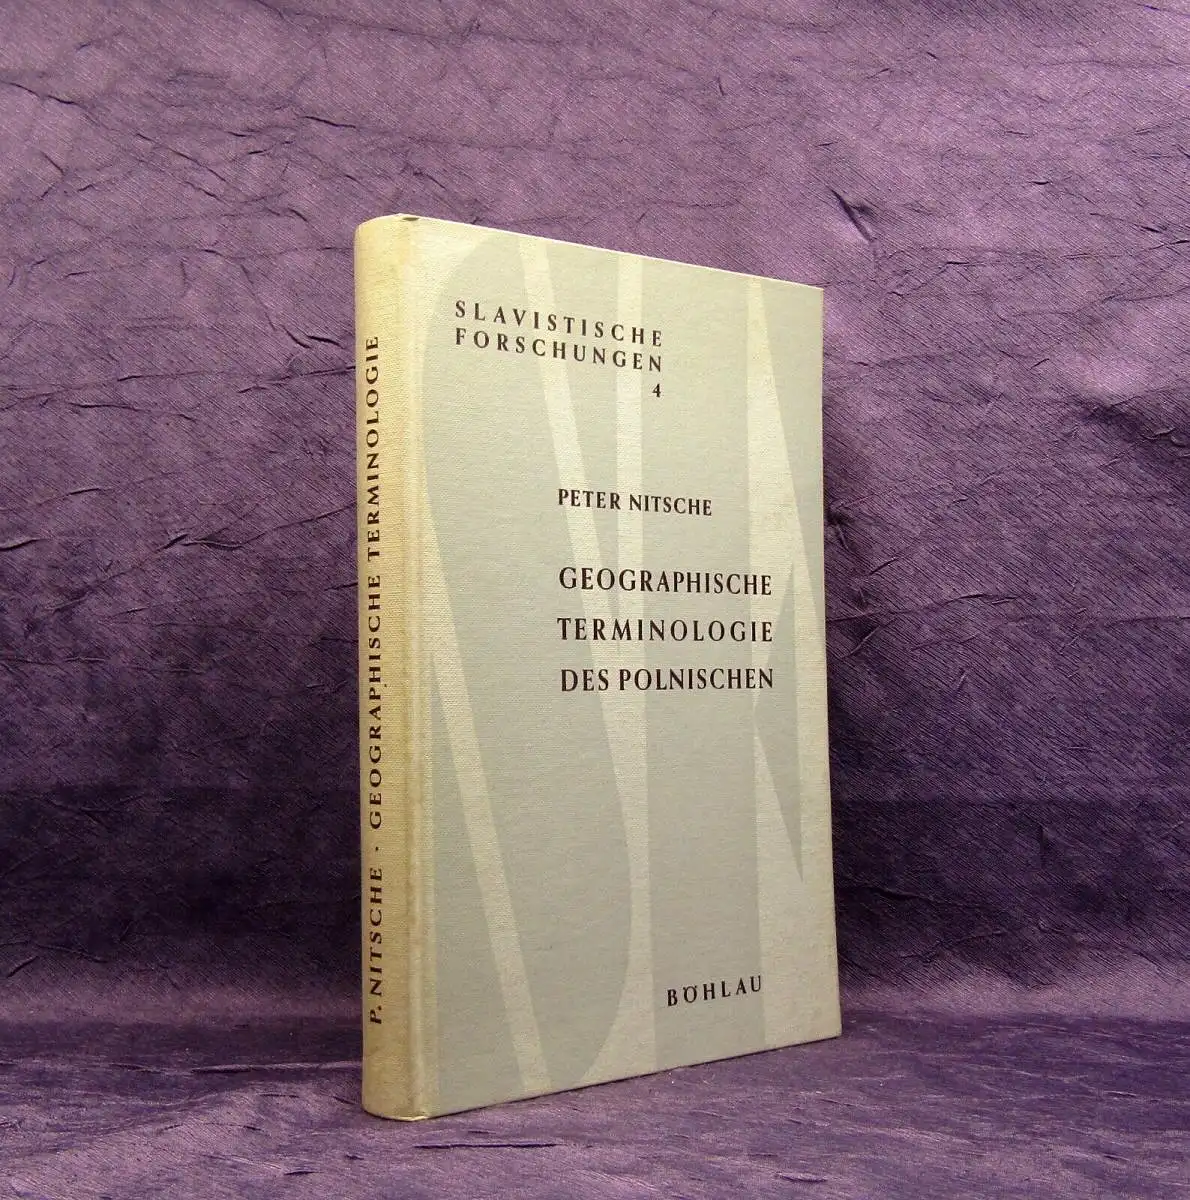 SLAVISTISCHE
FORSCHUNGEN
4
PETER NITSCHE
GEOGRAPHISCHE
TERMINOLOGIE
DES POLNISCHEN
BÖHLAU
P. NITSCHE · GEOGRAPHISCHE TERMINOLOGIE